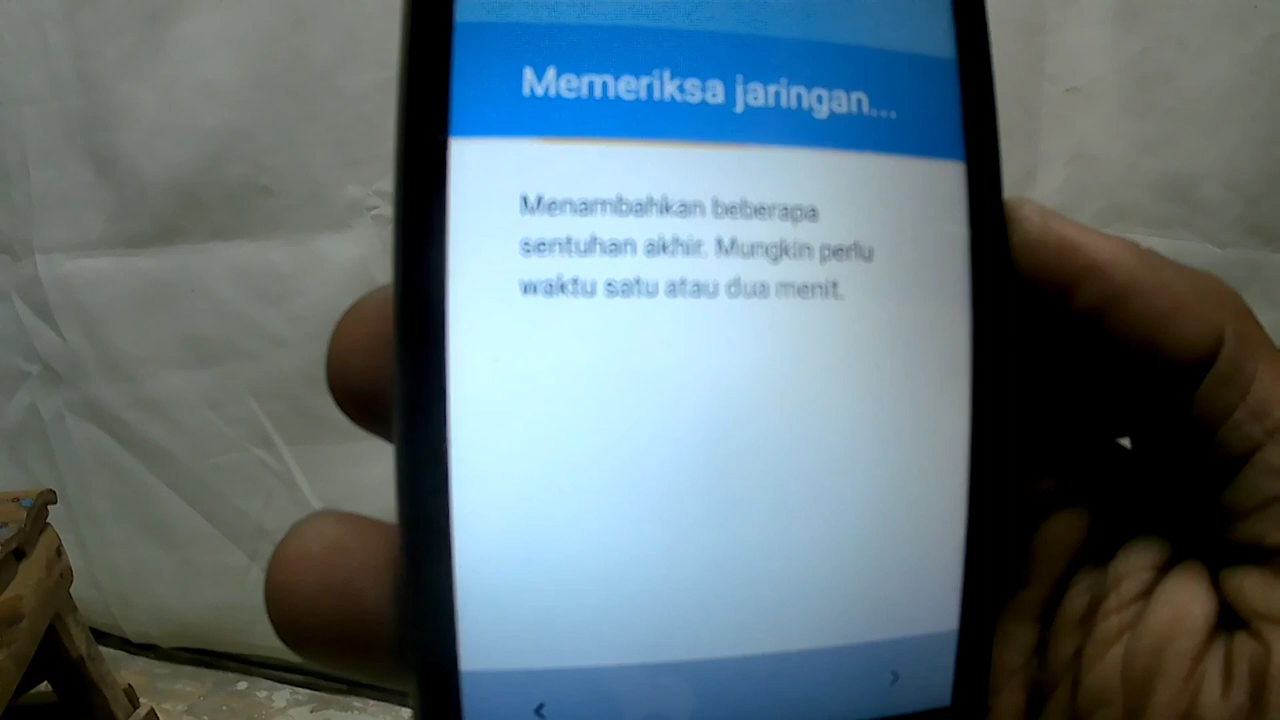 Memeriksa jaringan...
Menambahkan beberapa
sentuhan akhir. Mungkin perlu
waktu satu atau dua menit.